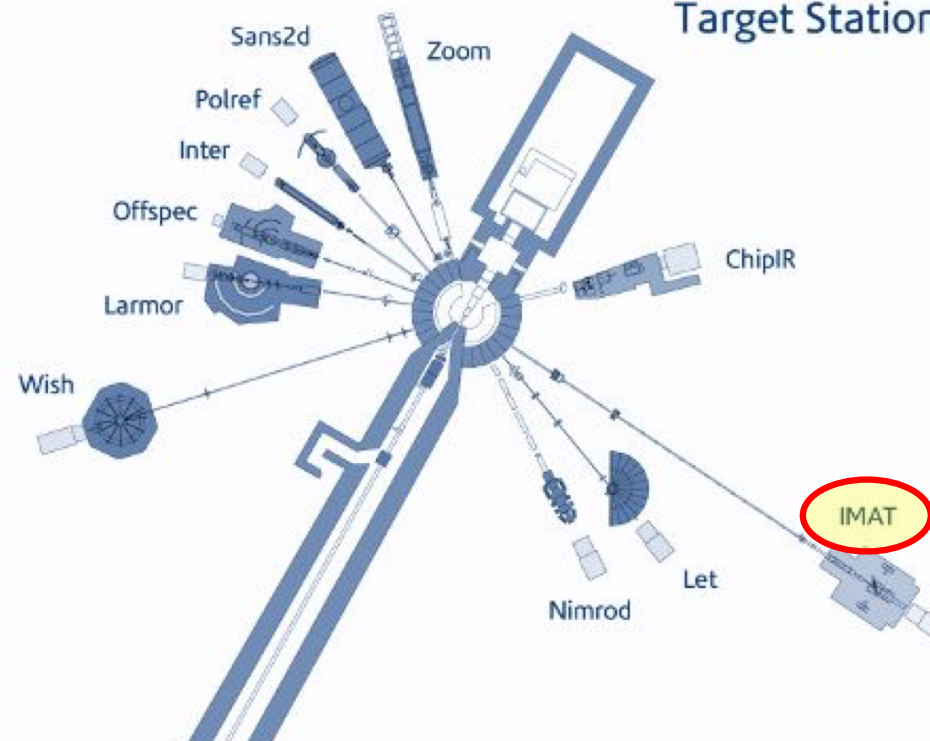 Target Station
Sans2d
Zoom
Polref
Inter
Offspec
ChipIR
Larmor
Wish
IMAT
Let
Nimrod